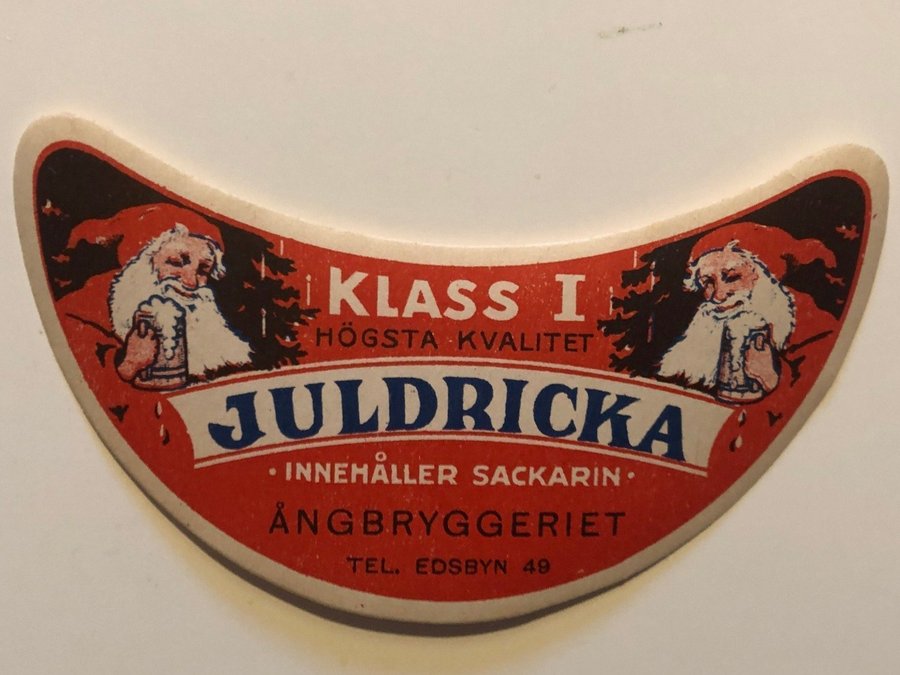 KLASS I
HÖGSTA KVALITET
JULDRICKA
· INNEHÅLLER SACKARIN ·
ÅNGBRYGGERIET
TEL. EDSBYN 49